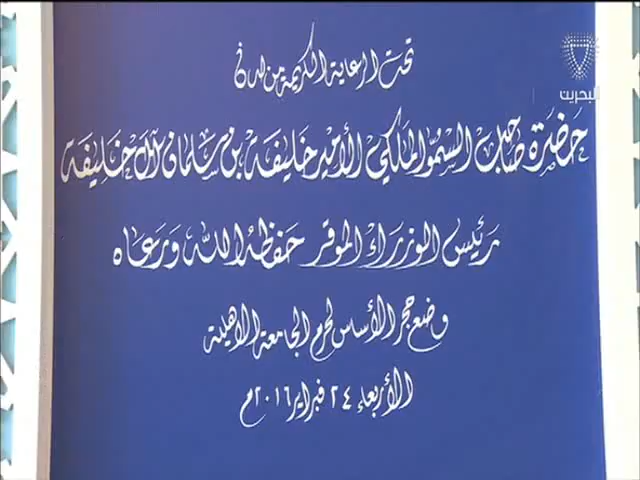 البحرين
تحت الرعاية الكريمة من لدن
حضرة صاحب السمو الملكي الأمير خليفة بن سلمان آل خليفة
رئيس الوزراء الموقر حفظه الله ورعاه
وضع حجر الأساس لحرم الجامعة الأهلية
الأربعاء ٢٤ فبراير ٢٠١٦م